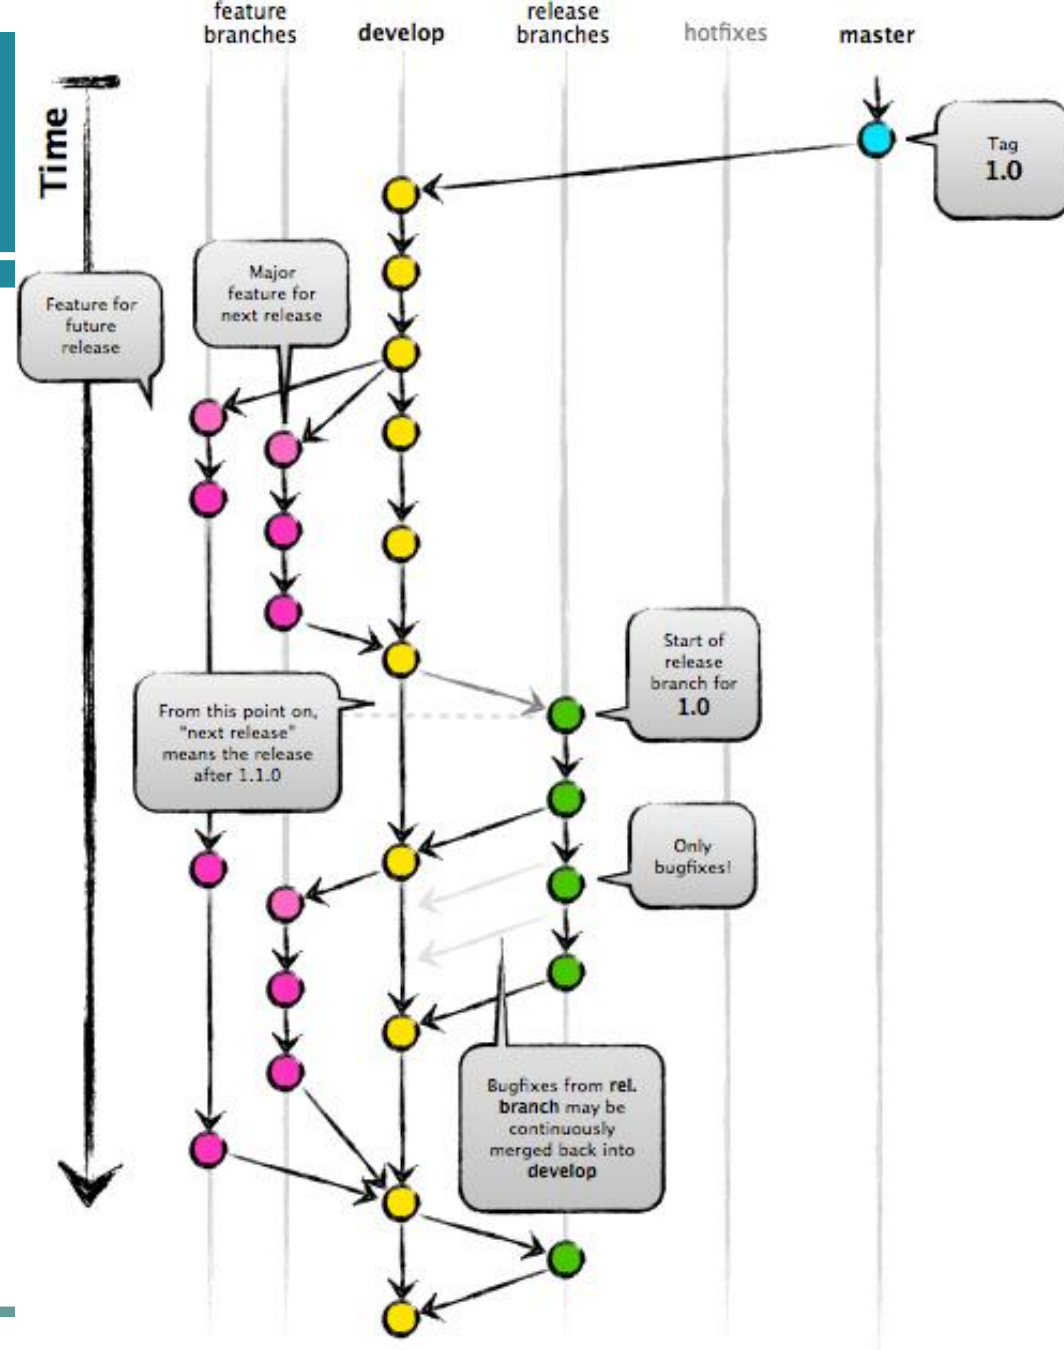 feature
branches
develop
release
branches
hotfixes
master
Time
Tag
1.0
Major
feature for
next release
Feature for
future
release
Start of
release
branch for
1.0
From this point on,
"next release"
means the release
after 1.1.0
Only
bugfixes!
Bugfixes from rel.
branch may be
continuously
merged back into
develop